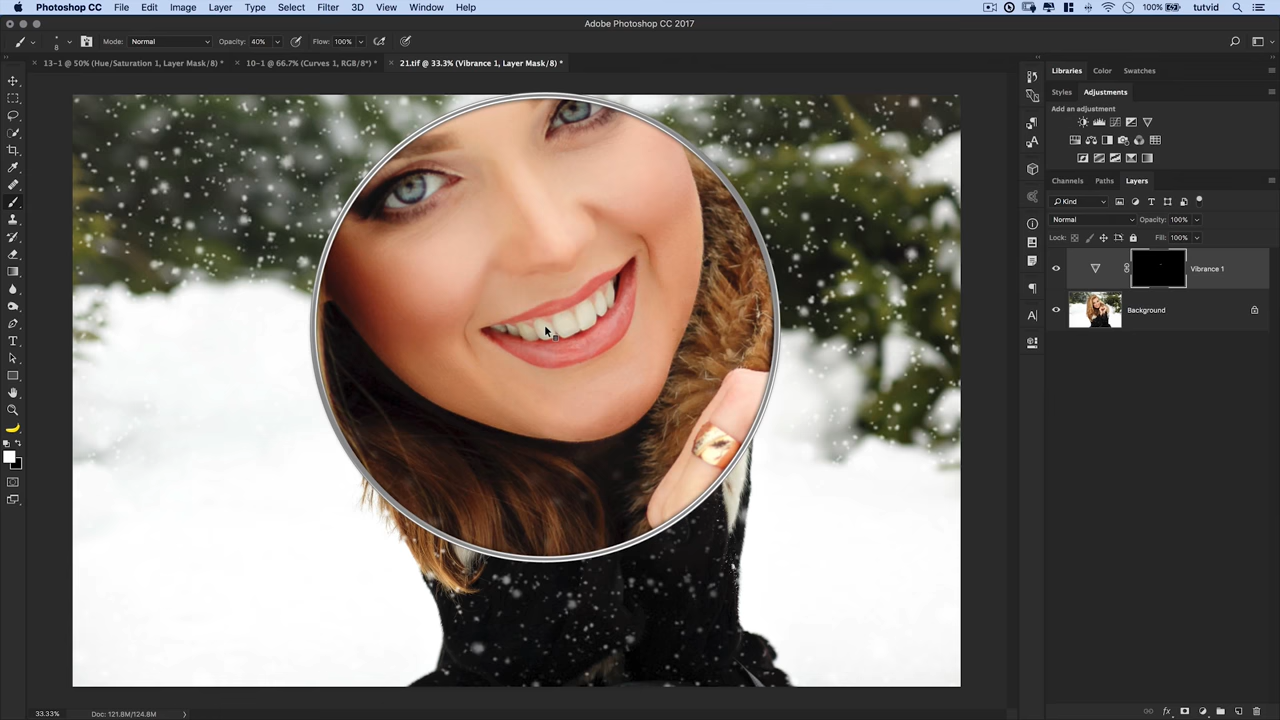 Photoshop CC File Edit Image Layer Type Select Filter 3D View Window Help 100% tutvid
Adobe Photoshop CC 2017
8 Mode: Normal Opacity: 40% Flow: 100%
13-1 @ 50% (Hue/Saturation 1, Layer Mask/8) * 10-1 @ 66.7% (Curves 1, RGB/8*) * 21.tif @ 33.3% (Vibrance 1, Layer Mask/8) *
Libraries Color Swatches
Styles Adjustments
Add an adjustment
Channels Paths Layers
Kind
Normal Opacity: 100%
Lock: Fill: 100%
Vibrance 1
Background
33.33% Doc: 121.8M/124.8M